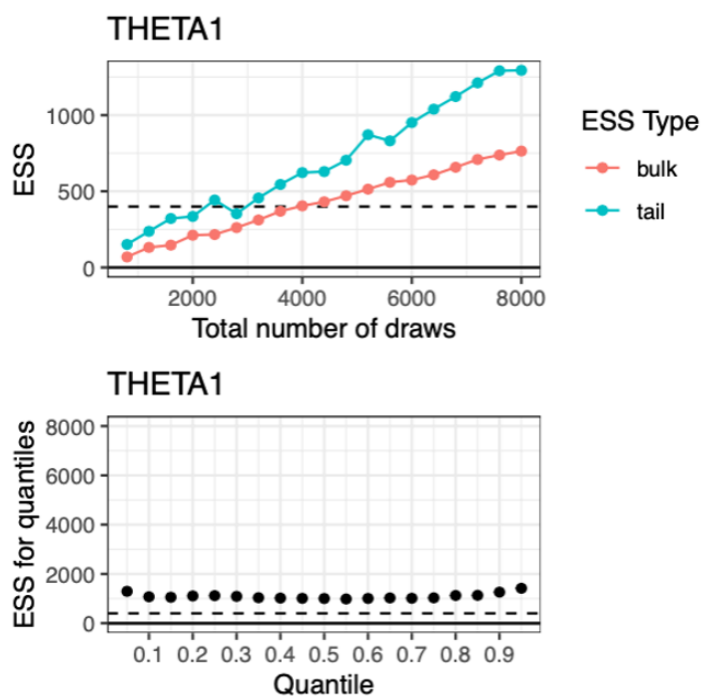 THETA1
1000
500
0
ESS
2000 4000 6000 8000
Total number of draws
ESS Type
bulk
tail
THETA1
8000
6000
4000
2000
0
ESS for quantiles
0.1 0.2 0.3 0.4 0.5 0.6 0.7 0.8 0.9
Quantile